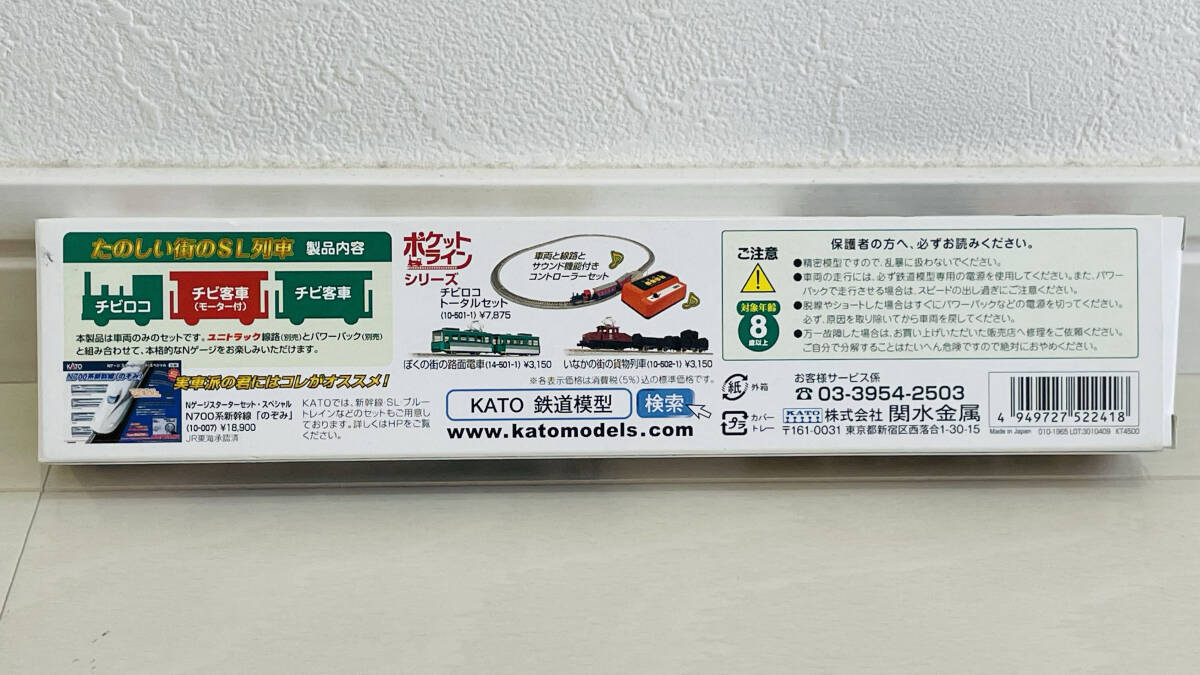 たのしい街のSL列車 製品内容
チビロコ
チビ客車
(モーター付)
チビ客車
本製品は車両のみのセットです。ユニトラック線路(別売)とパワーパック(別売)
と組み合わせて、本格的なNゲージをお楽しみいただけます。
KATO
N700系新幹線「のぞみ」
実車派の君にはコレがオススメ!
Nゲージスターターセット・スペシャル
N700系新幹線「のぞみ」
(10-007) ¥18,900
JR東海承認済
KATOでは、新幹線・SL・ブルー
トレインなどのセットもご用意し
ております。詳しくはHPをご覧
ください。
ポケット
ライン
シリーズ
チビロコ
トータルセット
(10-501-1) ¥7,875
車両と線路と
サウンド機能付き
コントローラーセット
ぼくの街の路面電車(14-501-1) ¥3,150
いなかの街の貨物列車(10-502-1) ¥3,150
※各表示価格は消費税(5%)込の標準価格です。
KATO 鉄道模型 検索
www.katomodels.com
ご注意
対象年齢
8
歳以上
保護者の方へ、必ずお読みください。
●精密模型ですので、乱暴に扱わないでください。
●車両の走行には、必ず鉄道模型専用の電源を使用してください。また、パワー
パックで走行させる場合は、スピードの出し過ぎにご注意ください。
●脱線やショートした場合はすぐにパワーパックなどの電源を切ってください。
必ず、原因を取り除いてから車両を戻してください。
●万一故障した場合は、お買い上げいただいた販売店へ修理をご依頼ください。
ご自分で分解することはたいへん危険ですので絶対におやめください。
紙 外箱
プラ カバー
トレー
お客様サービス係
☎03-3954-2503
KATO 株式会社 関水金属
〒161-0031 東京都新宿区西落合1-30-15
4 949727 522418
Made in Japan 010-1965 LOT:3010409 KT4500